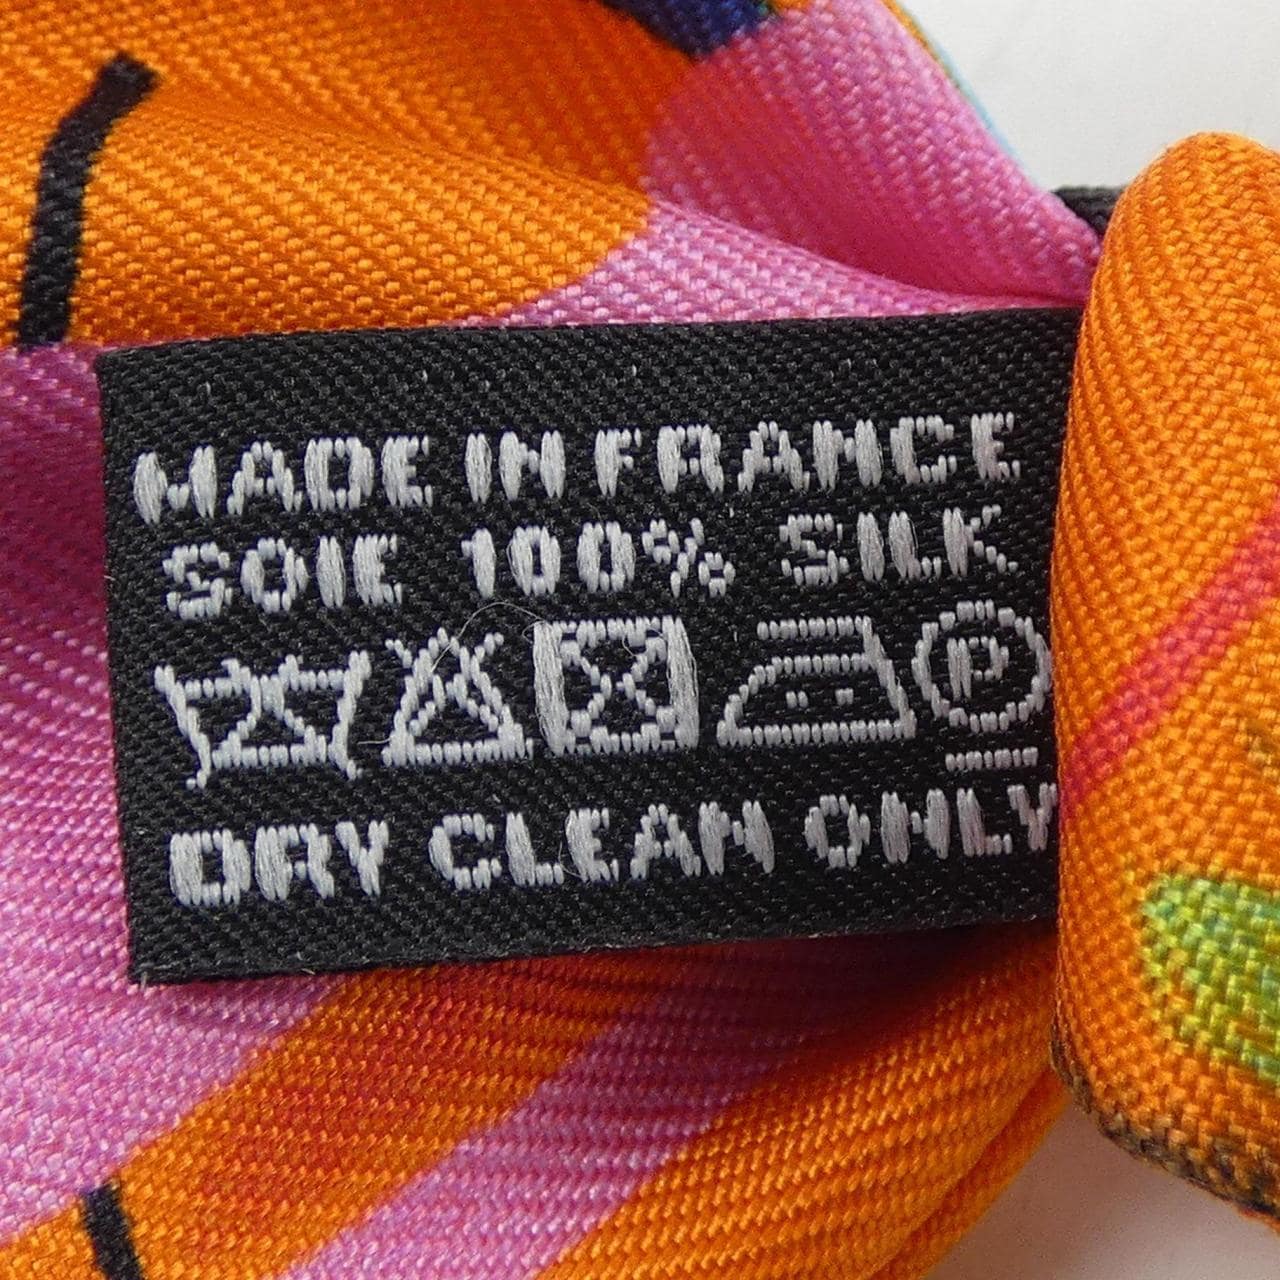 MADE IN FRANCE
SOIE 100% SILK
P
DRY CLEAN ONLY